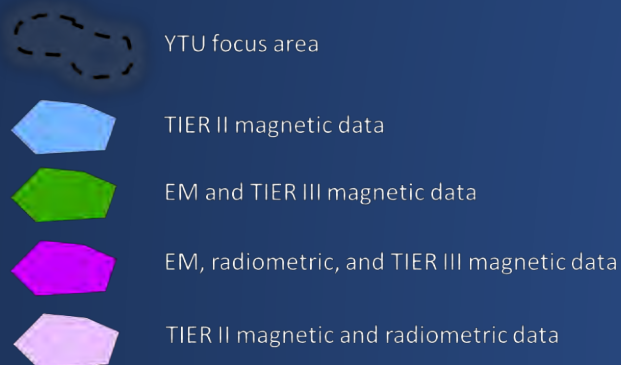 YTU focus area
TIER II magnetic data
EM and TIER III magnetic data
EM, radiometric, and TIER III magnetic data
TIER II magnetic and radiometric data